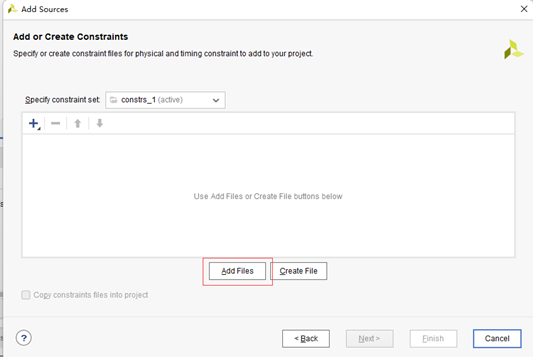 Add Sources
Add or Create Constraints
Specify or create constraint files for physical and timing constraint to add to your project.
Specify constraint set: constrs_1 (active)
Use Add Files or Create File buttons below
Add Files Create File
Copy constraints files into project
? < Back Next > Finish Cancel